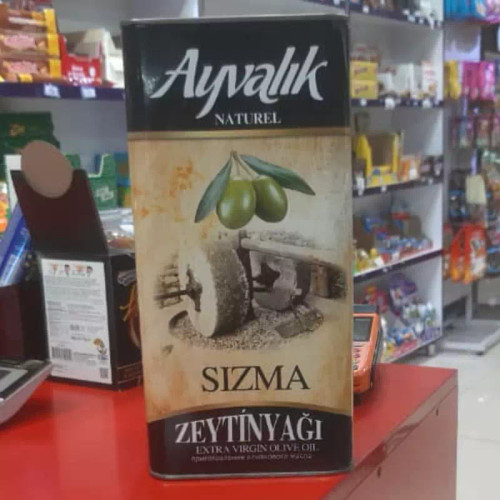 Ayvalık
NATUREL
SIZMA
ZEYTİNYAĞI
EXTRA VIRGIN OLIVE OIL